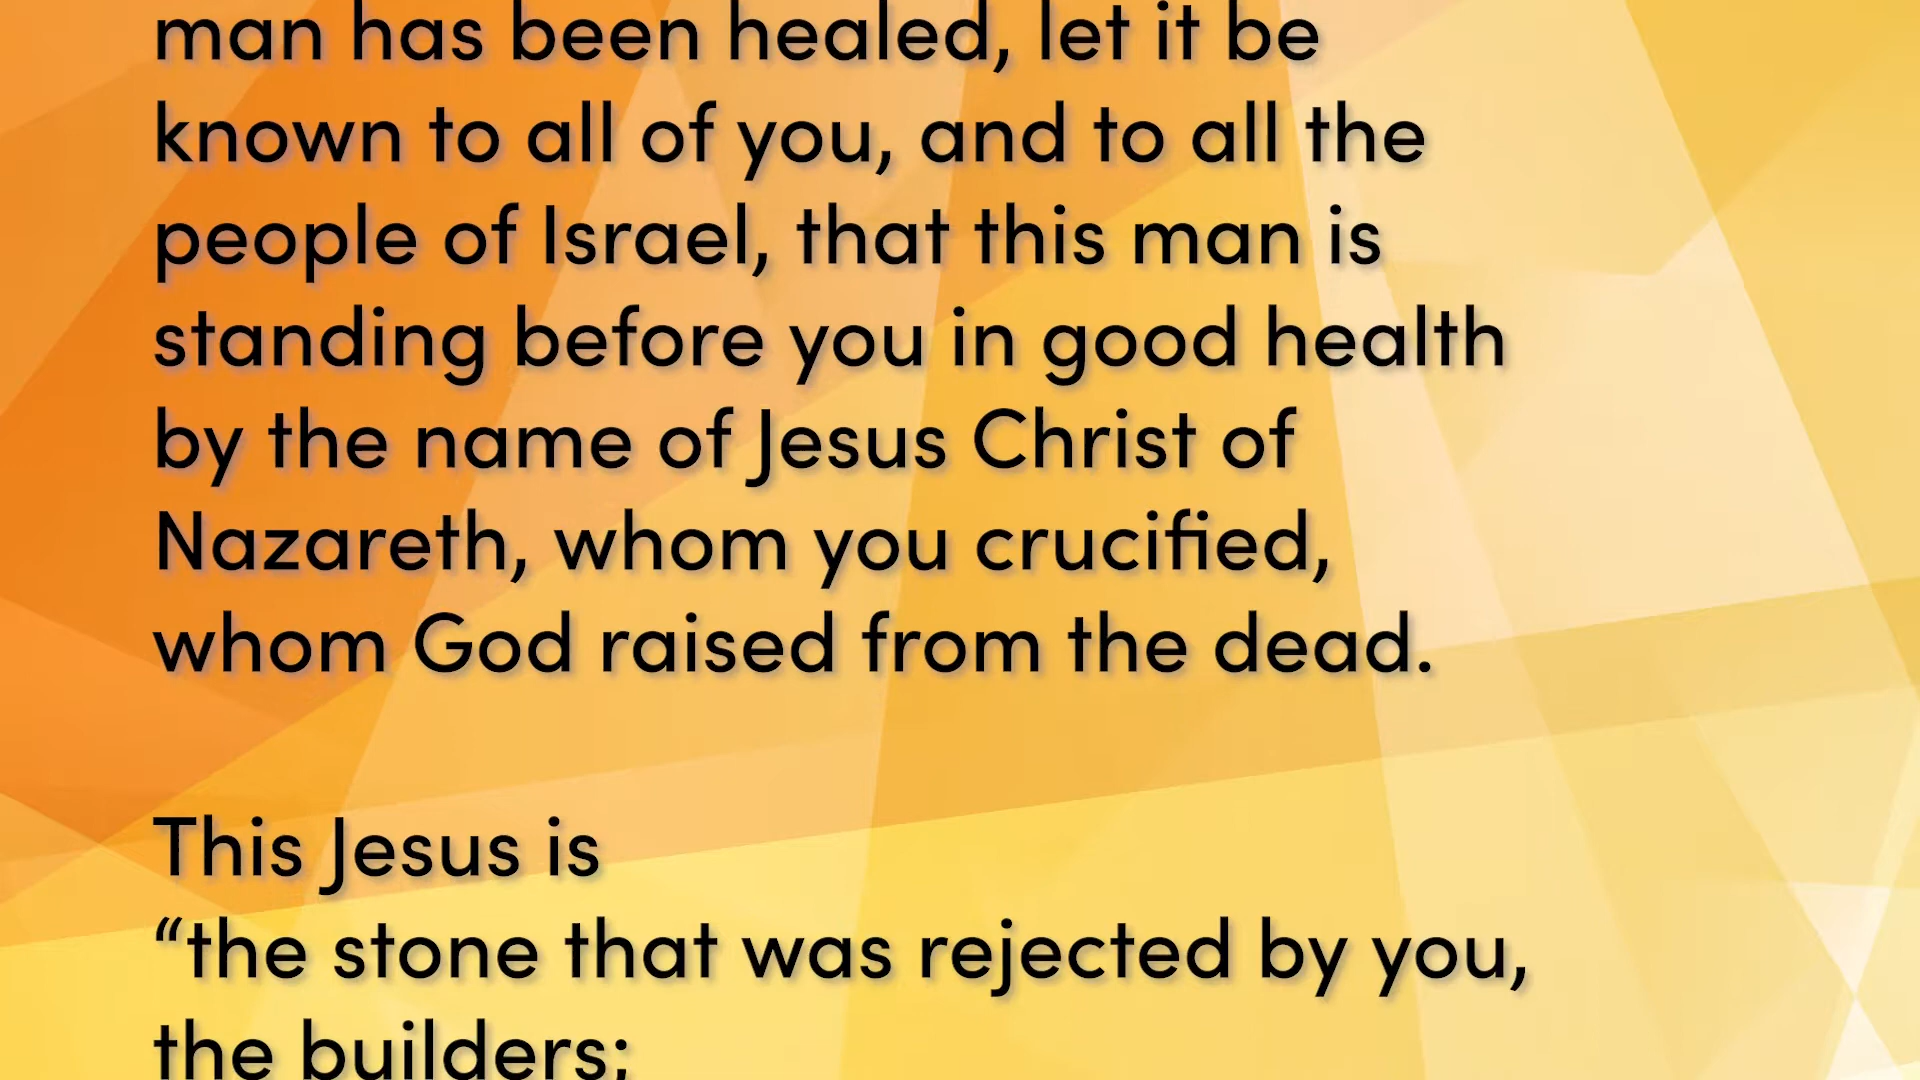 man has been healed, let it be
known to all of you, and to all the
people of Israel, that this man is
standing before you in good health
by the name of Jesus Christ of
Nazareth, whom you crucified,
whom God raised from the dead.
This Jesus is
“the stone that was rejected by you,
the builders;